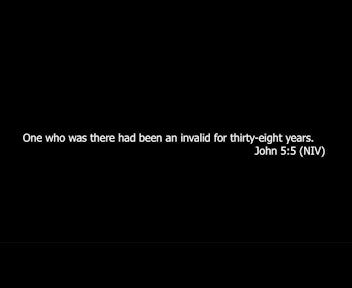 One who was there had been an invalid for thirty-eight years.
John 5:5 (NIV)